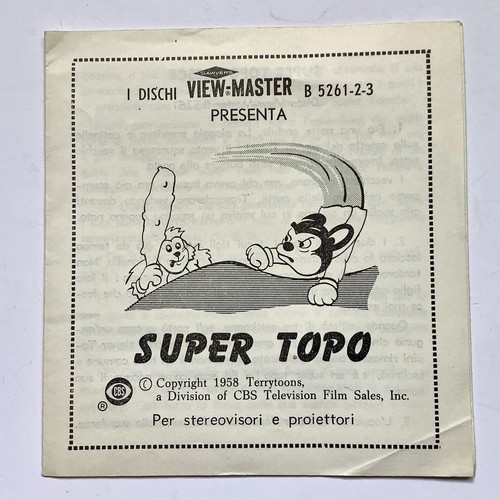 SAWYER'S
I DISCHI VIEW-MASTER B 5261-2-3
PRESENTA
SUPER TOPO
CBS
® © Copyright 1958 Terrytoons,
a Division of CBS Television Film Sales, Inc.
Per stereovisori e proiettori